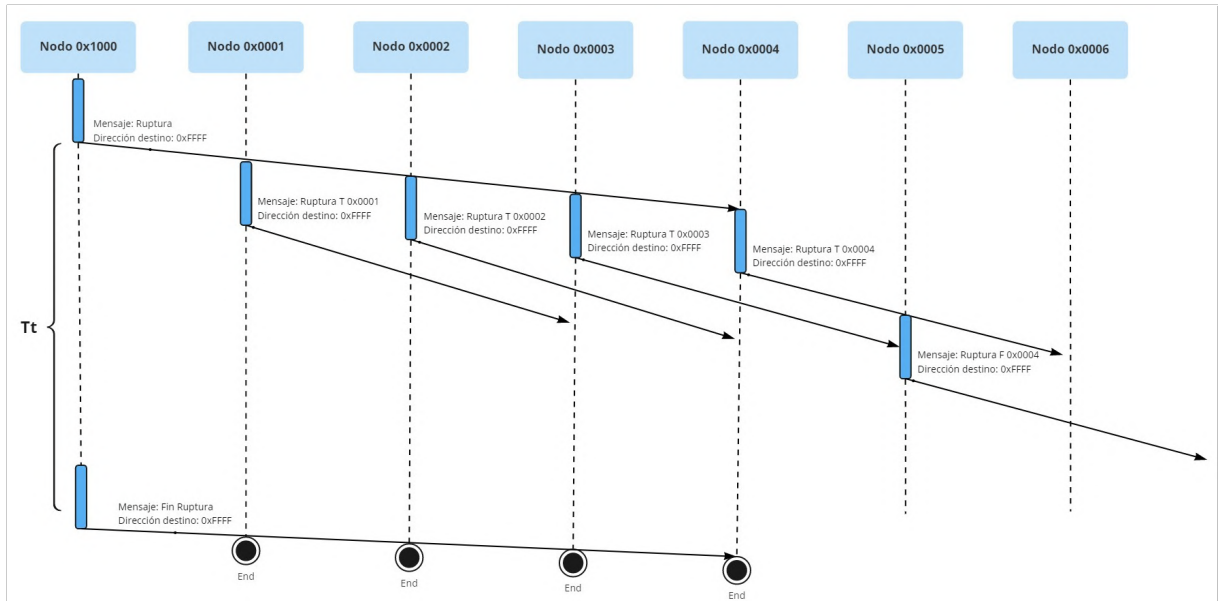 Nodo 0x1000
Nodo 0x0001
Nodo 0x0002
Nodo 0x0003
Nodo 0x0004
Nodo 0x0005
Nodo 0x0006
Mensaje: Ruptura
Dirección destino: 0xFFFF
Mensaje: Ruptura T 0x0001
Dirección destino: 0xFFFF
Mensaje: Ruptura T 0x0002
Dirección destino: 0xFFFF
Mensaje: Ruptura T 0x0003
Dirección destino: 0xFFFF
Mensaje: Ruptura T 0x0004
Dirección destino: 0xFFFF
Tt
Mensaje: Ruptura F 0x0004
Dirección destino: 0xFFFF
Mensaje: Fin Ruptura
Dirección destino: 0xFFFF
End
End
End
End